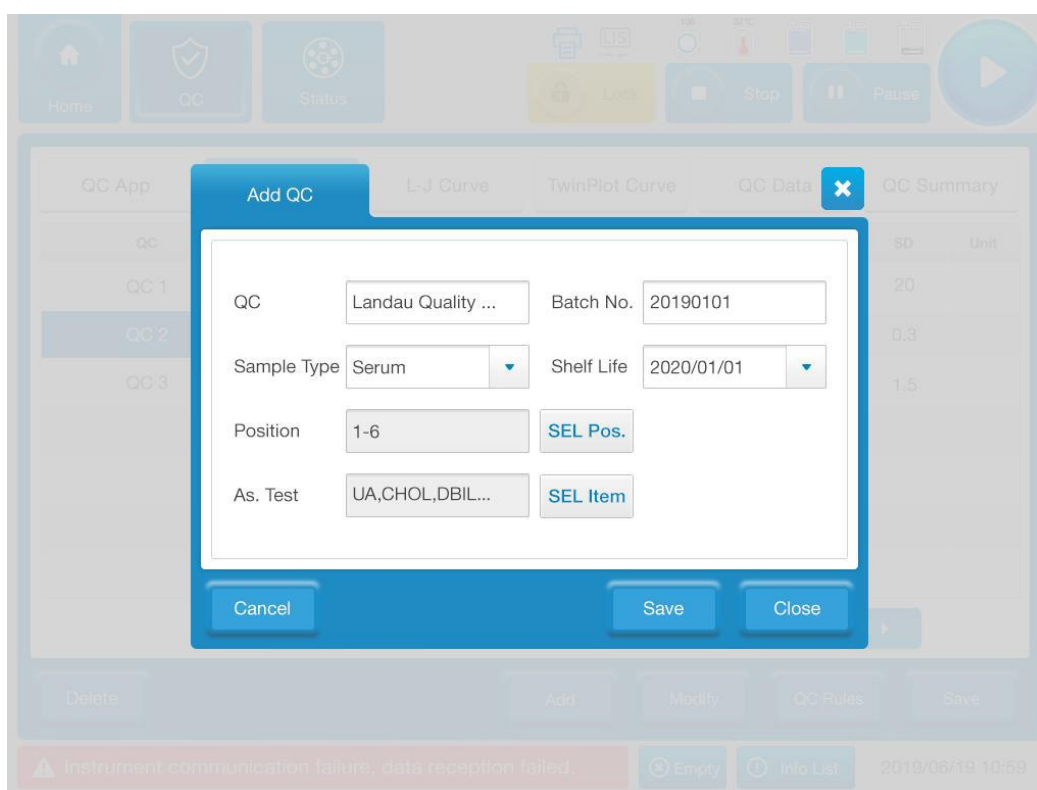 LIS
Home
QC
Status
Lock
Stop
Pause
QC App
Add QC
L-J Curve
TwinPlot Curve
QC Data
QC Summary
QC
SD
Unit
QC 1
20
QC 2
0.3
QC 3
1.5
QC
Landau Quality ...
Batch No.
20190101
Sample Type
Serum
Shelf Life
2020/01/01
Position
1-6
SEL Pos.
As. Test
UA,CHOL,DBIL...
SEL Item
Cancel
Save
Close
Delete
Add
Modify
QC Rules
Save
Instrument communication failure, data reception failed.
Empty
Info List
2019/06/19 10:59